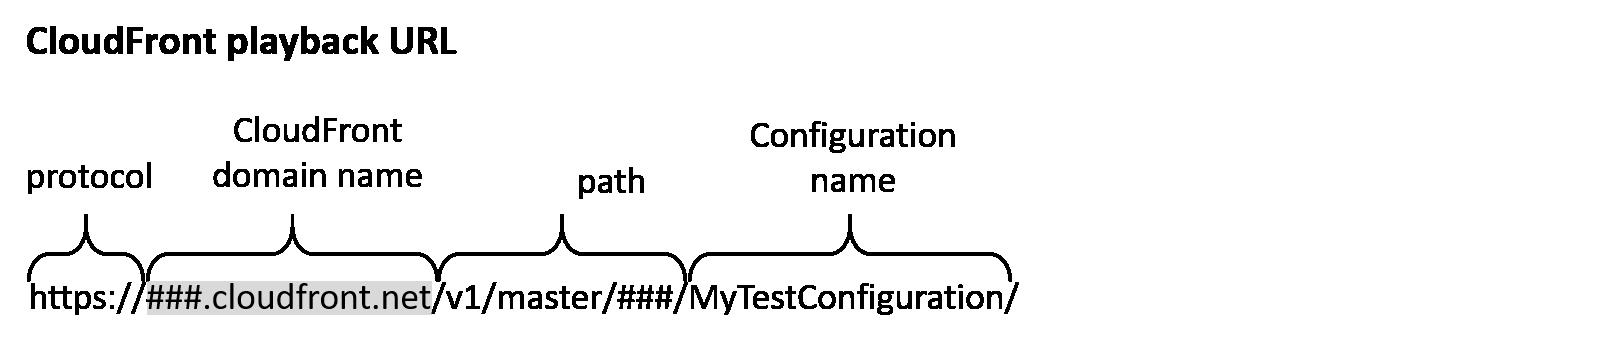 CloudFront playback URL
protocol
CloudFront
domain name
path
Configuration
name
https://###.cloudfront.net/v1/master/###/MyTestConfiguration/